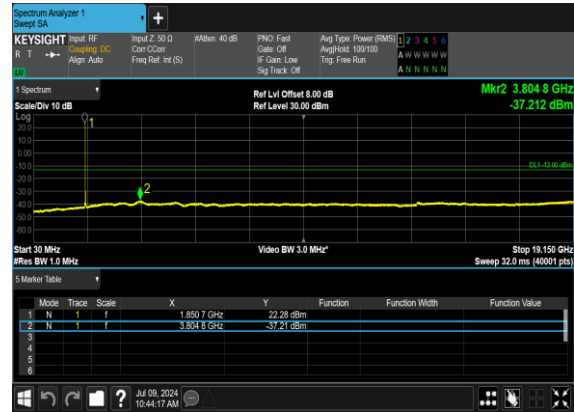 Spectrum Analyzer 1
Swept SA
+
KEYSIGHT Input: RF Input Z: 50 Ω #Atten: 40 dB PNO: Fast Avg Type: Power (RMS) 1 2 3 4 5 6
R T Coupling: DC Corr CCorr Gate: Off Avg|Hold: 100/100 A W W W W W
Align: Auto Freq Ref: Int (S) IF Gain: Low Trig: Free Run
Sig Track: Off A N N N N N
1 Spectrum Ref Lvl Offset 8.00 dB Mkr2 3.804 8 GHz
Scale/Div 10 dB Ref Level 30.00 dBm -37.212 dBm
Log
20.0 1
10.0
0.00
-10.0 DL1 -13.00 dBm
-20.0
-30.0 2
-40.0
-50.0
-60.0
Start 30 MHz Video BW 3.0 MHz* Stop 19.150 GHz
#Res BW 1.0 MHz Sweep 32.0 ms (40001 pts)
5 Marker Table
Mode Trace Scale X Y Function Function Width Function Value
1 N 1 f 1.850 7 GHz 22.28 dBm
2 N 1 f 3.804 8 GHz -37.21 dBm
3
4
5
6
? Jul 09, 2024
10:44:17 AM